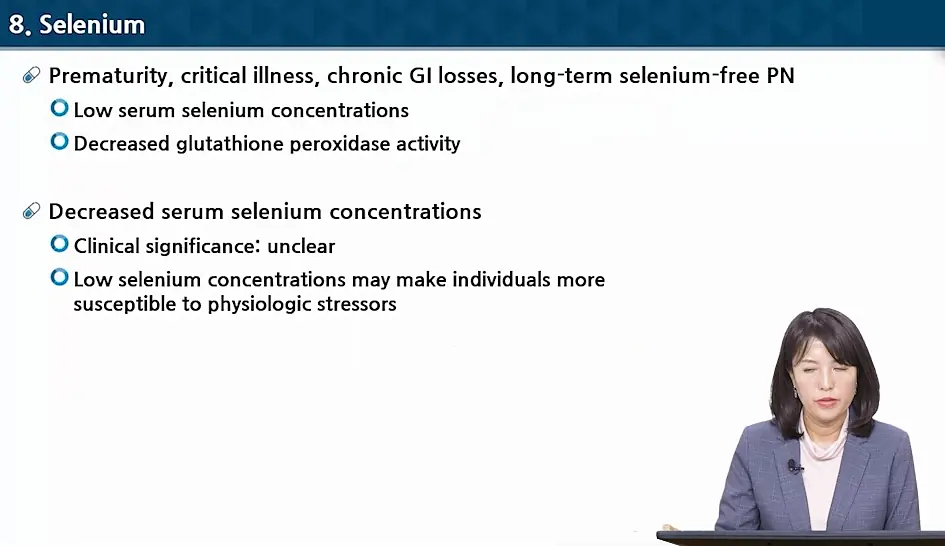 8. Selenium
Prematurity, critical illness, chronic GI losses, long-term selenium-free PN
Low serum selenium concentrations
Decreased glutathione peroxidase activity
Decreased serum selenium concentrations
Clinical significance: unclear
Low selenium concentrations may make individuals more
susceptible to physiologic stressors